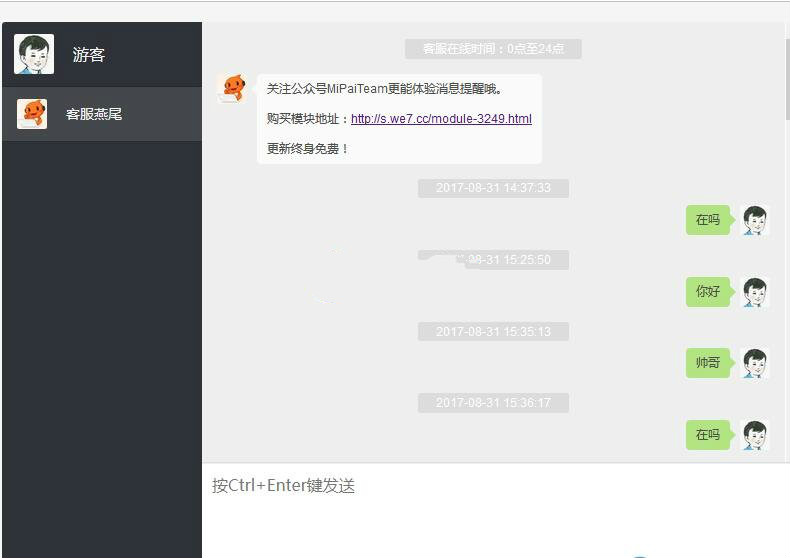 游客
客服燕尾
客服在线时间：0点至24点
关注公众号MiPaiTeam更能体验消息提醒哦。
购买模块地址：http://s.we7.cc/module-3249.html
更新终身免费！
2017-08-31 14:37:33
在吗
08-31 15:25:50
你好
2017-08-31 15:35:13
帅哥
2017-08-31 15:36:17
在吗
按Ctrl+Enter键发送